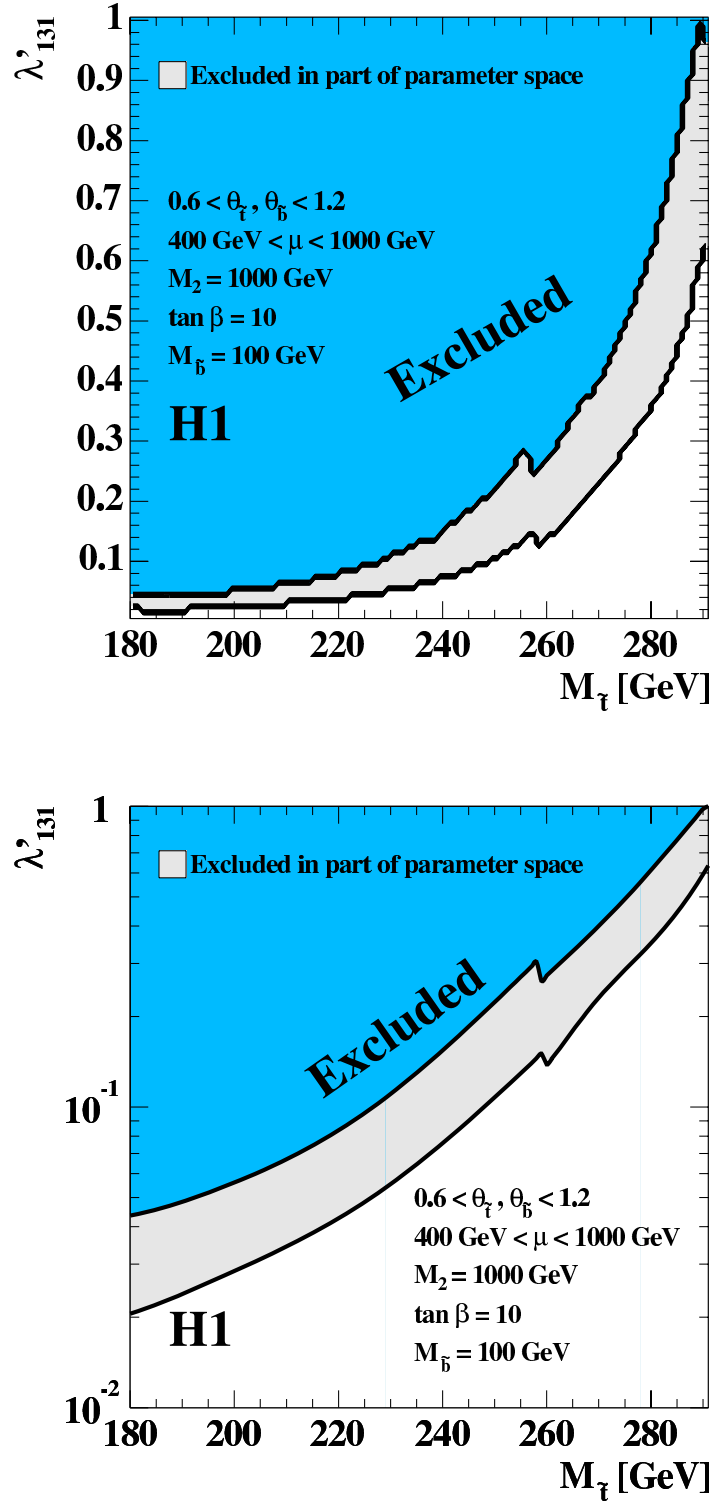 λ’131
1
0.9
0.8
0.7
0.6
0.5
0.4
0.3
0.2
0.1
Excluded in part of parameter space
0.6 < θt̃ , θb̃ < 1.2
400 GeV < μ < 1000 GeV
M2 = 1000 GeV
tan β = 10
Mb̃ = 100 GeV
Excluded
H1
180 200 220 240 260 280
Mt̃ [GeV]
λ’131
1
10-1
10-2
Excluded in part of parameter space
Excluded
0.6 < θt̃ , θb̃ < 1.2
400 GeV < μ < 1000 GeV
M2 = 1000 GeV
tan β = 10
Mb̃ = 100 GeV
H1
180 200 220 240 260 280
Mt̃ [GeV]